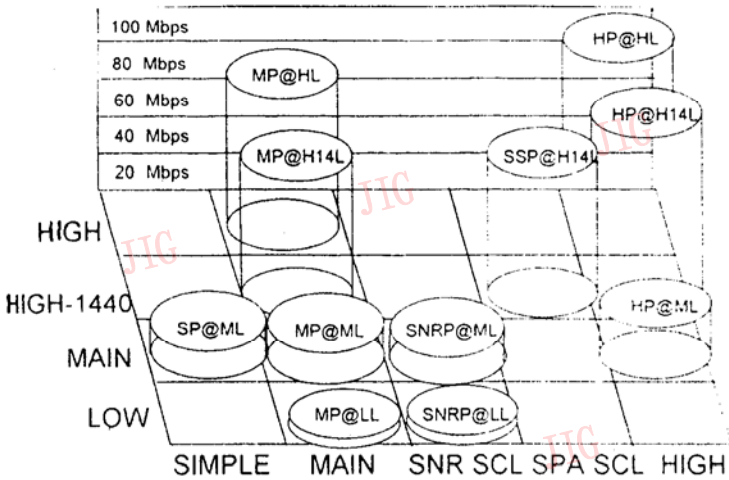 100 Mbps
HP@HL
80 Mbps
MP@HL
60 Mbps
HP@H14L
40 Mbps
MP@H14L
SSP@H14L
JIG
20 Mbps
JIG
HIGH
JIG
HIGH-1440
HP@ML
SP@ML
MP@ML
SNRP@ML
MAIN
LOW
MP@LL
SNRP@LL
JIG
SIMPLE MAIN SNR SCL SPA SCL HIGH